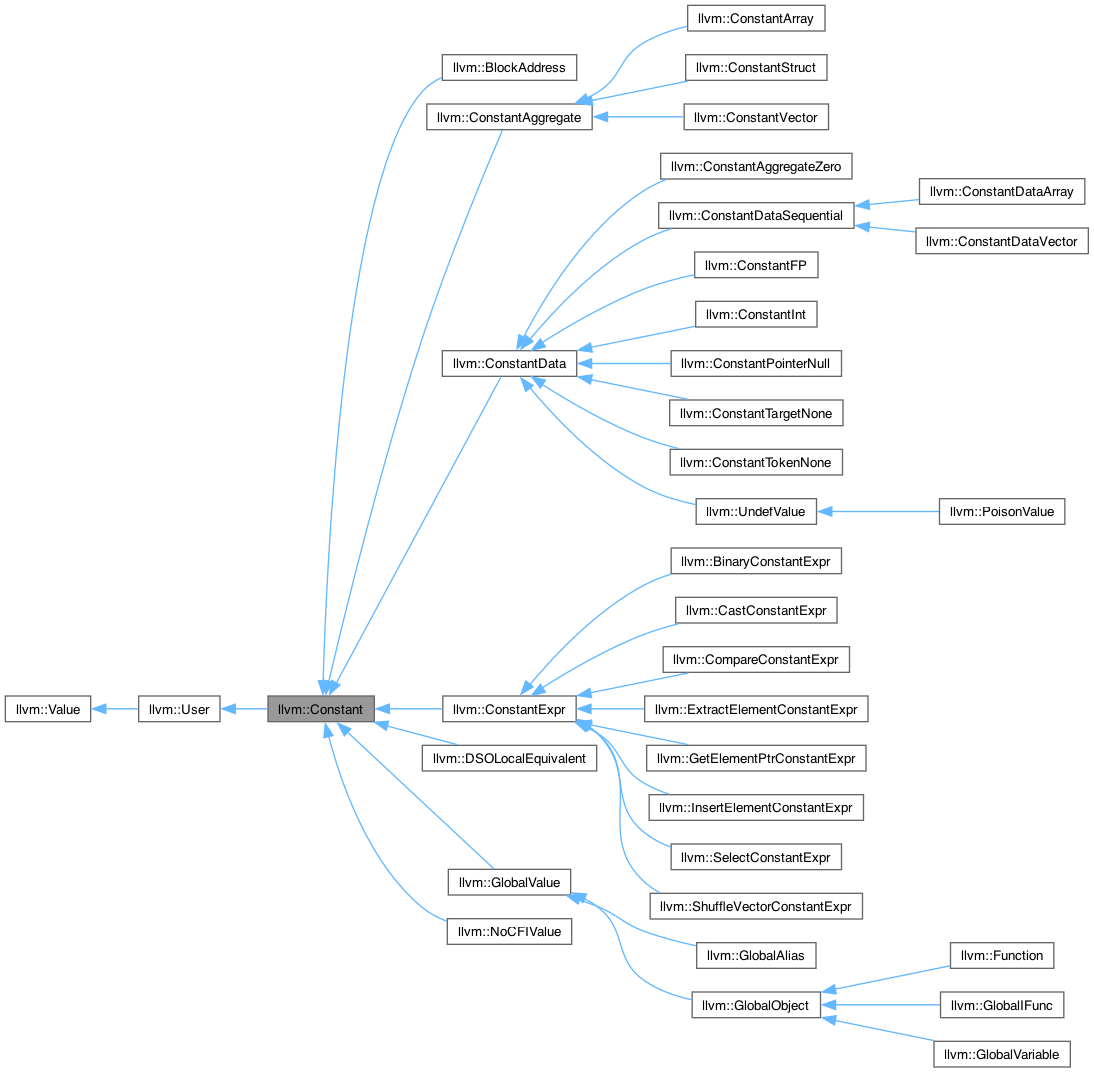 llvm::ConstantArray
llvm::BlockAddress
llvm::ConstantStruct
llvm::ConstantAggregate
llvm::ConstantVector
llvm::ConstantAggregateZero
llvm::ConstantDataArray
llvm::ConstantDataSequential
llvm::ConstantDataVector
llvm::ConstantFP
llvm::ConstantInt
llvm::ConstantData
llvm::ConstantPointerNull
llvm::ConstantTargetNone
llvm::ConstantTokenNone
llvm::UndefValue
llvm::PoisonValue
llvm::BinaryConstantExpr
llvm::CastConstantExpr
llvm::CompareConstantExpr
llvm::Value
llvm::User
llvm::Constant
llvm::ConstantExpr
llvm::ExtractElementConstantExpr
llvm::DSOLocalEquivalent
llvm::GetElementPtrConstantExpr
llvm::InsertElementConstantExpr
llvm::SelectConstantExpr
llvm::GlobalValue
llvm::ShuffleVectorConstantExpr
llvm::NoCFIValue
llvm::GlobalAlias
llvm::Function
llvm::GlobalObject
llvm::GlobalIFunc
llvm::GlobalVariable